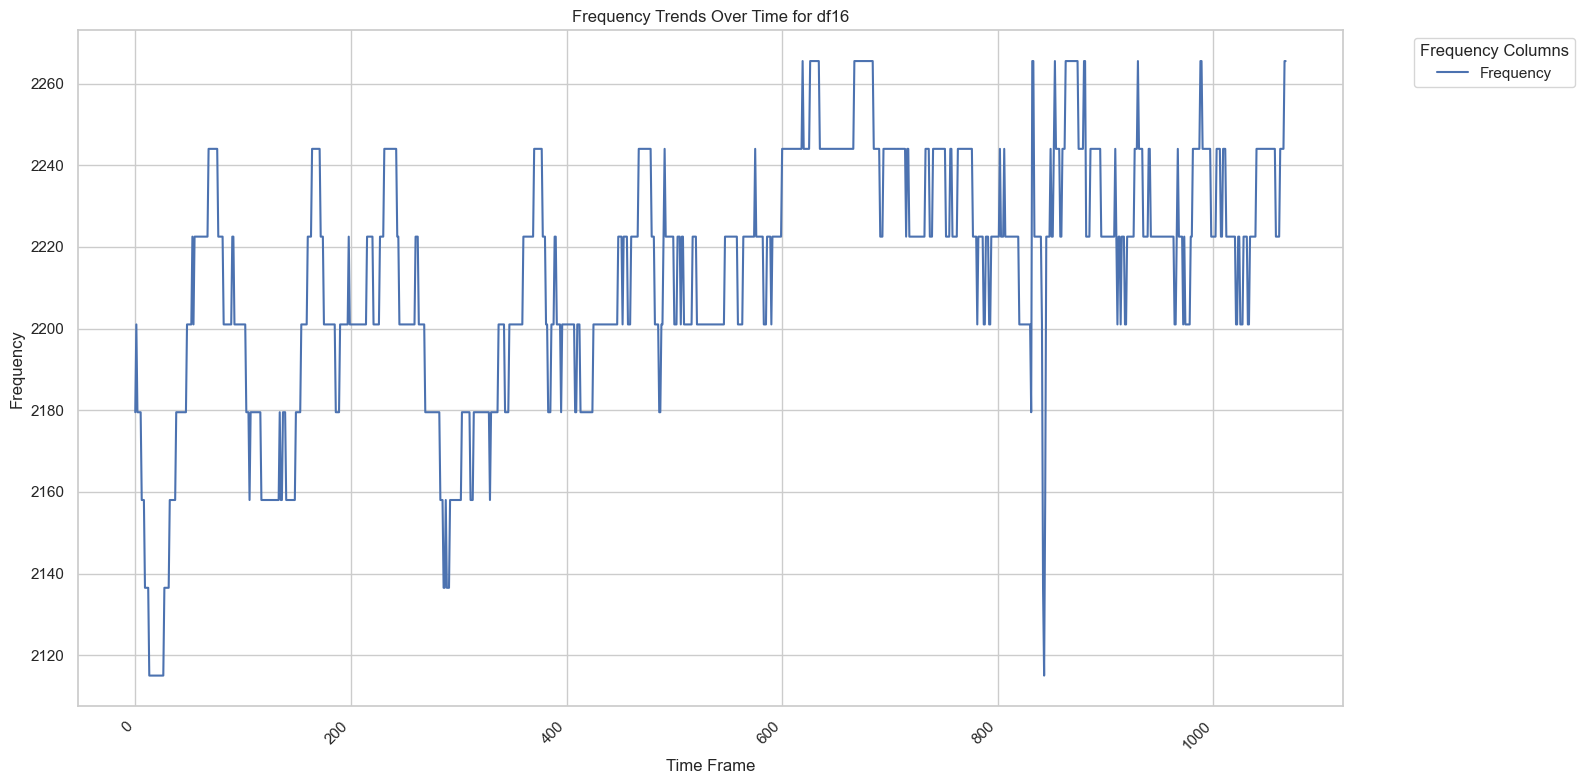 Frequency Trends Over Time for df16
Frequency Columns
Frequency
2260
2240
2220
2200
2180
2160
2140
2120
Frequency
0
200
400
600
800
1000
Time Frame